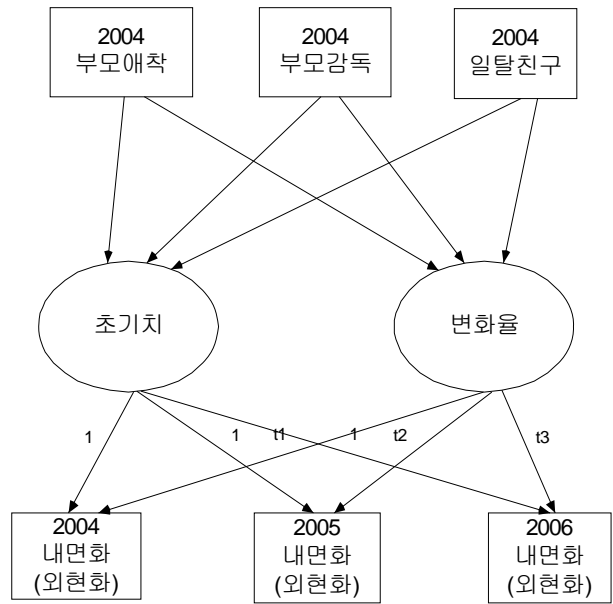 2004
부모애착
2004
부모감독
2004
일탈친구
초기치
변화율
1
1
t1
1
t2
t3
2004
내면화
(외현화)
2005
내면화
(외현화)
2006
내면화
(외현화)